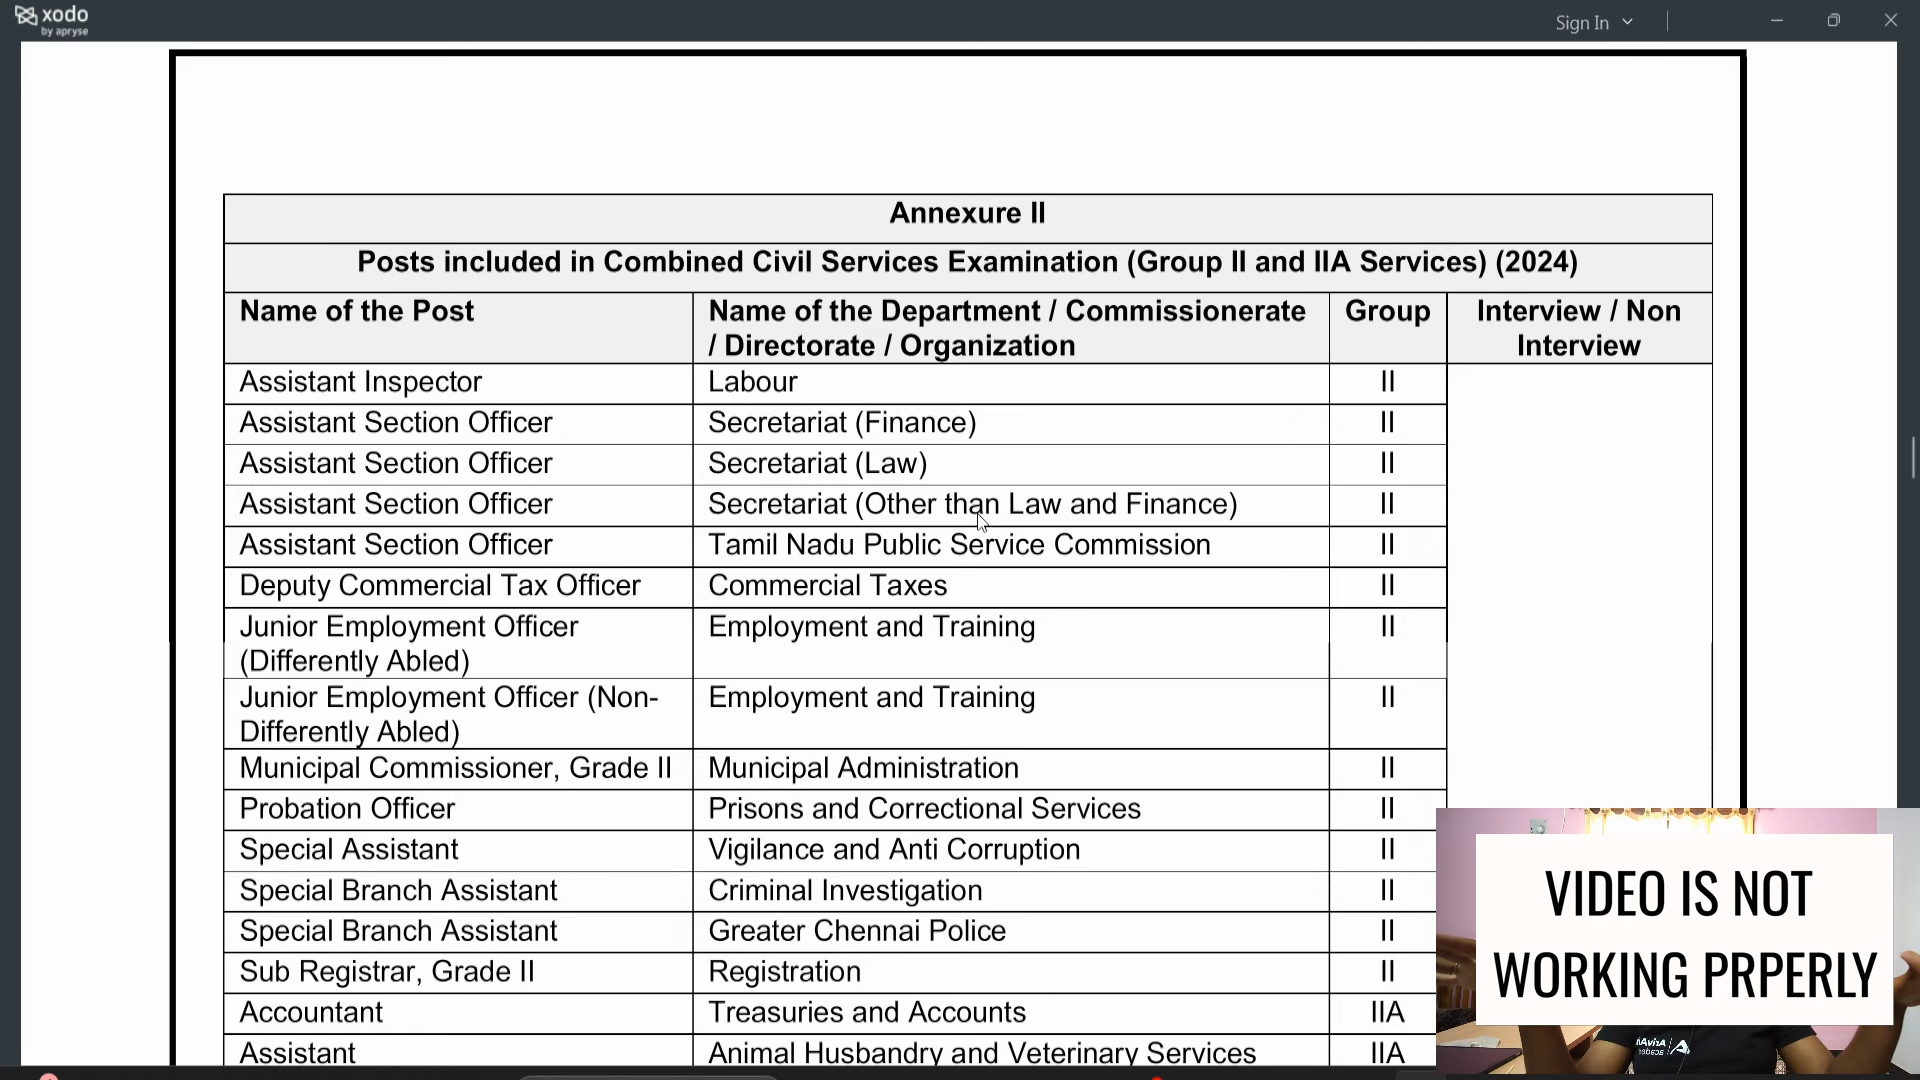 xodo
by apryse
Sign In
Annexure II
Posts included in Combined Civil Services Examination (Group II and IIA Services) (2024)
Name of the Post
Name of the Department / Commissionerate
/ Directorate / Organization
Group
Interview / Non
Interview
Assistant Inspector Labour II
Assistant Section Officer Secretariat (Finance) II
Assistant Section Officer Secretariat (Law) II
Assistant Section Officer Secretariat (Other than Law and Finance) II
Assistant Section Officer Tamil Nadu Public Service Commission II
Deputy Commercial Tax Officer Commercial Taxes II
Junior Employment Officer Employment and Training II
(Differently Abled)
Junior Employment Officer (Non- Employment and Training II
Differently Abled)
Municipal Commissioner, Grade II Municipal Administration II
Probation Officer Prisons and Correctional Services II
Special Assistant Vigilance and Anti Corruption II
Special Branch Assistant Criminal Investigation II
Special Branch Assistant Greater Chennai Police II
Sub Registrar, Grade II Registration II
Accountant Treasuries and Accounts IIA
Assistant Animal Husbandry and Veterinary Services IIA
VIDEO IS NOT
WORKING PRPERLY